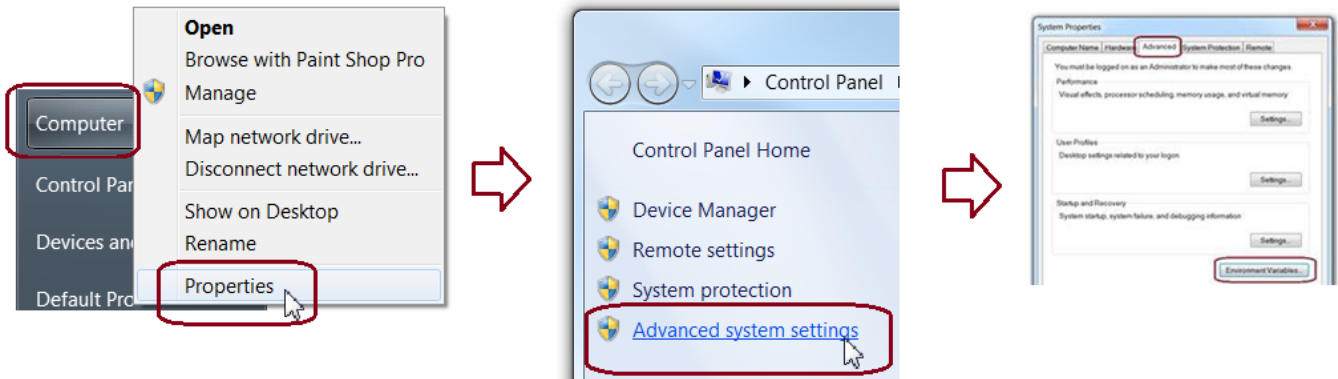 Computer
Control Par
Devices and
Default Pro
Open
Browse with Paint Shop Pro
Manage
Map network drive...
Disconnect network drive...
Show on Desktop
Rename
Properties
Control Panel
Control Panel Home
Device Manager
Remote settings
System protection
Advanced system settings
System Properties
Computer Name Hardware Advanced System Protection Remote
You must be logged on as an Administrator to make most of these changes.
Performance
Visual effects, processor scheduling, memory usage, and virtual memory
Settings...
User Profiles
Desktop settings related to your logon
Settings...
Startup and Recovery
System startup, system failure, and debugging information
Settings...
Environment Variables...